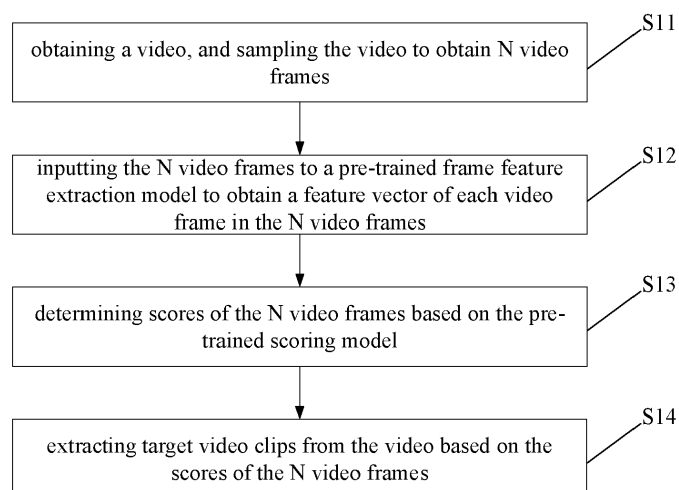 S11
obtaining a video, and sampling the video to obtain N video
frames
S12
inputting the N video frames to a pre-trained frame feature
extraction model to obtain a feature vector of each video
frame in the N video frames
S13
determining scores of the N video frames based on the pre-
trained scoring model
S14
extracting target video clips from the video based on the
scores of the N video frames